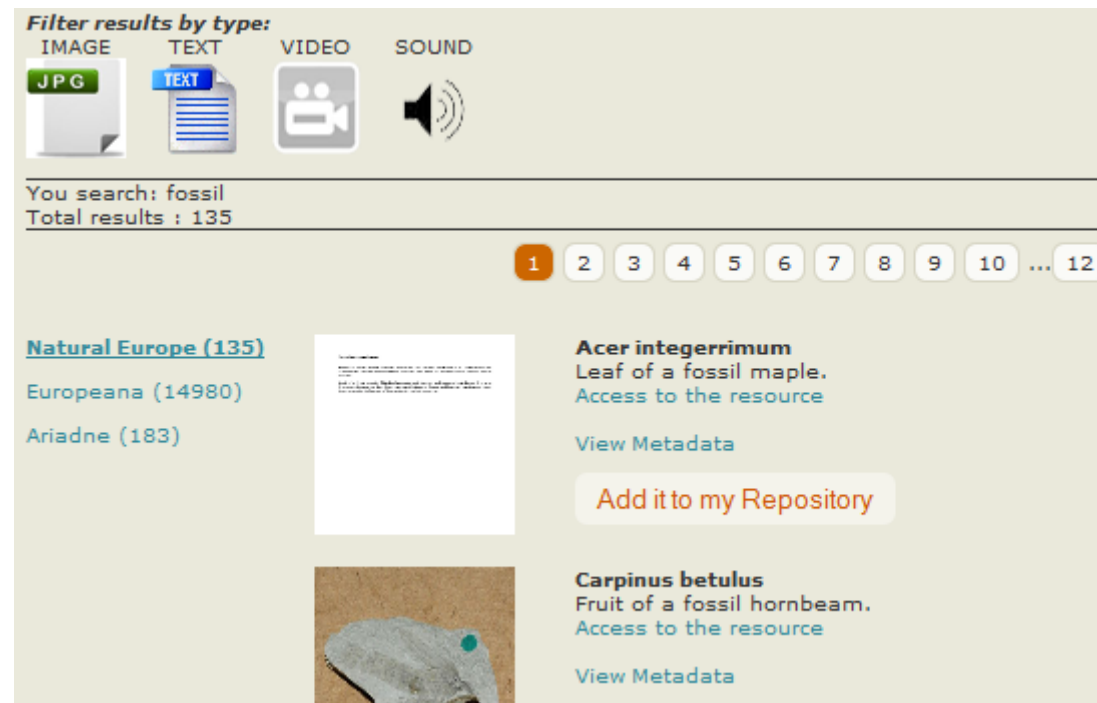 Filter results by type:
IMAGE TEXT VIDEO SOUND
JPG TEXT
You search: fossil
Total results : 135
1 2 3 4 5 6 7 8 9 10 ... 12
Natural Europe (135)
Europeana (14980)
Ariadne (183)
Acer integerrimum
Leaf of a fossil maple.
Access to the resource
View Metadata
Add it to my Repository
Carpinus betulus
Fruit of a fossil hornbeam.
Access to the resource
View Metadata